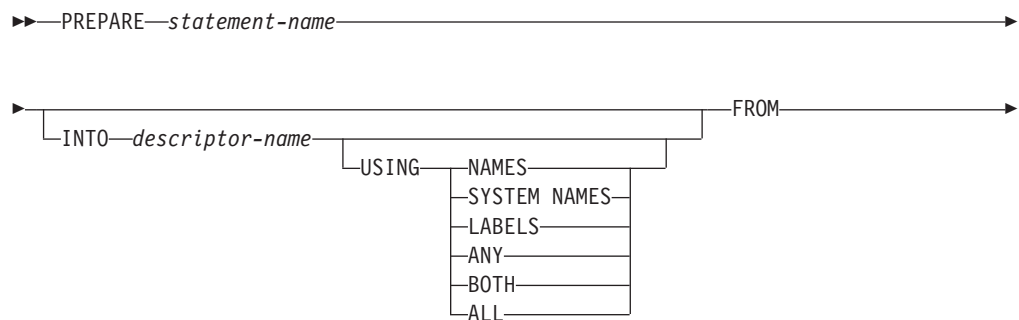 PREPARE statement-name
FROM
INTO descriptor-name
USING NAMES
SYSTEM NAMES
LABELS
ANY
BOTH
ALL